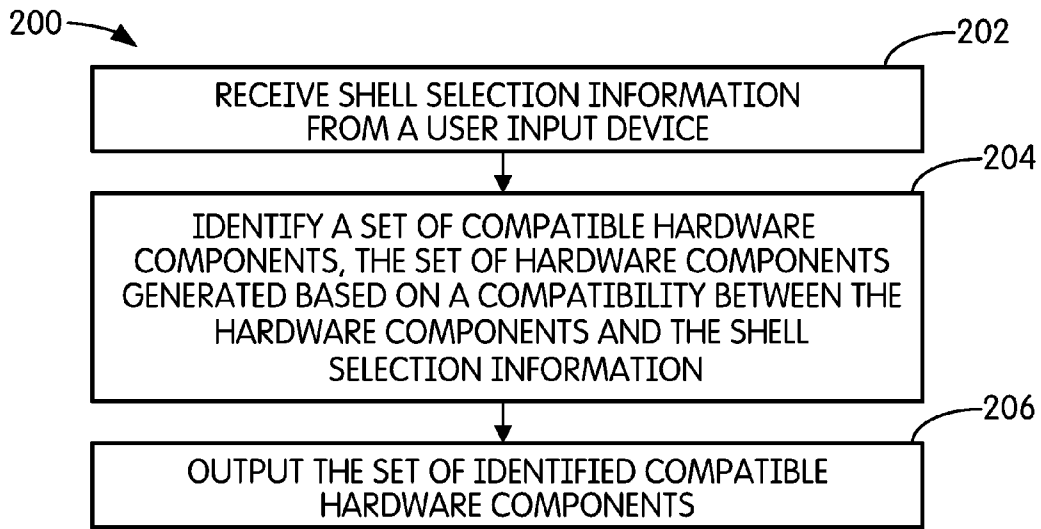 200
202
RECEIVE SHELL SELECTION INFORMATION
FROM A USER INPUT DEVICE
204
IDENTIFY A SET OF COMPATIBLE HARDWARE
COMPONENTS, THE SET OF HARDWARE COMPONENTS
GENERATED BASED ON A COMPATIBILITY BETWEEN THE
HARDWARE COMPONENTS AND THE SHELL
SELECTION INFORMATION
206
OUTPUT THE SET OF IDENTIFIED COMPATIBLE
HARDWARE COMPONENTS